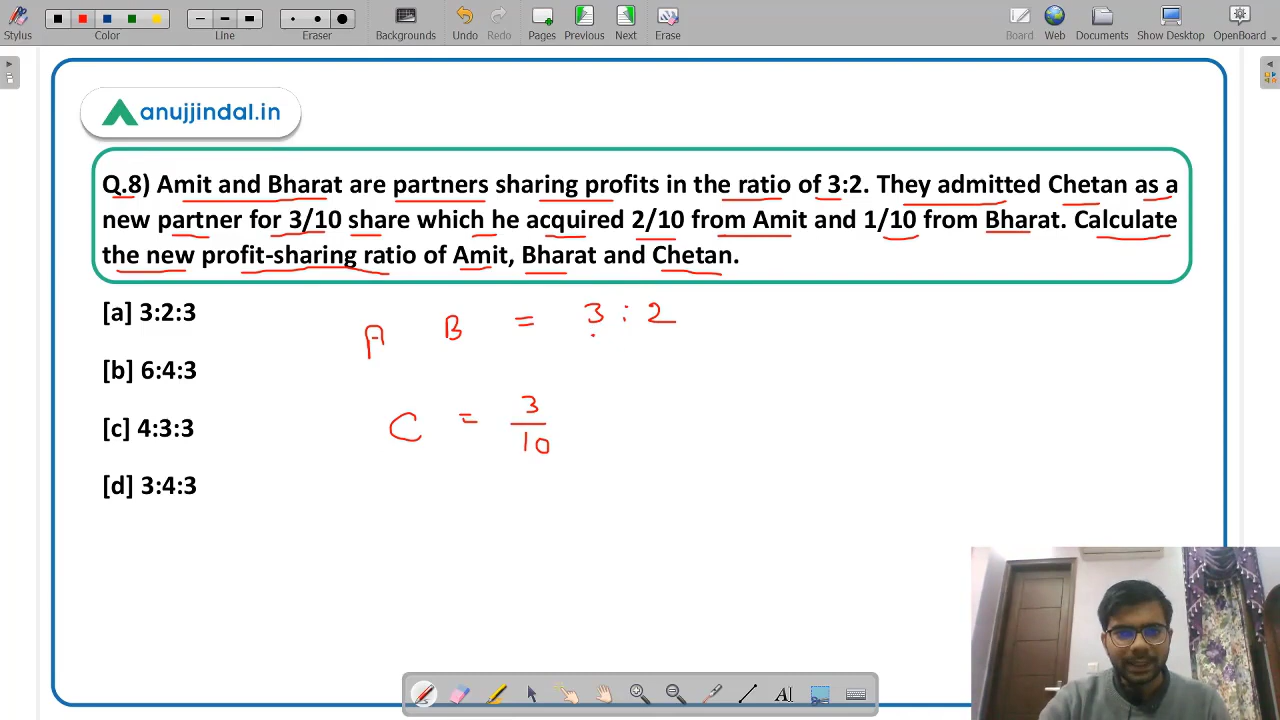 Stylus Color Line Eraser Backgrounds Undo Redo Pages Previous Next Erase Board Web Documents Show Desktop OpenBoard
anujjindal.in
Q.8) Amit and Bharat are partners sharing profits in the ratio of 3:2. They admitted Chetan as a
new partner for 3/10 share which he acquired 2/10 from Amit and 1/10 from Bharat. Calculate
the new profit-sharing ratio of Amit, Bharat and Chetan.
[a] 3:2:3
A B = 3 : 2
[b] 6:4:3
[c] 4:3:3
C = 3/10
[d] 3:4:3